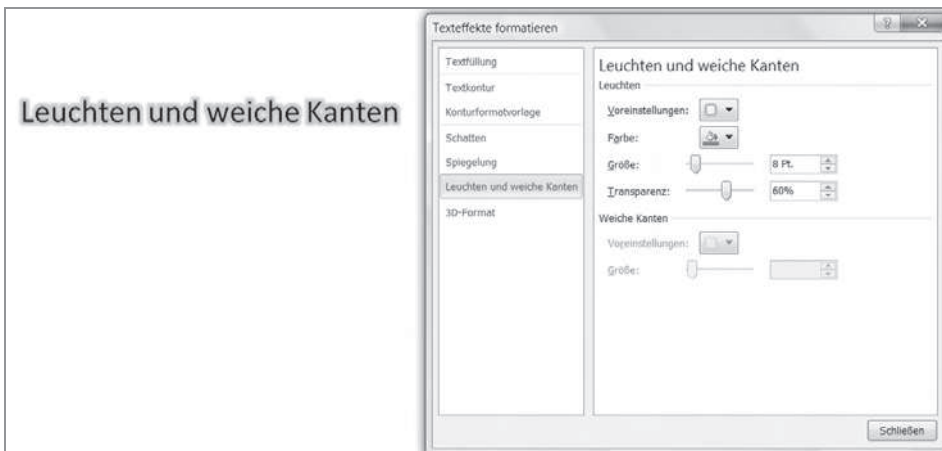 Leuchten und weiche Kanten
Texteffekte formatieren
Textfüllung
Textkontur
Konturformatvorlage
Schatten
Spiegelung
Leuchten und weiche Kanten
3D-Format
Leuchten und weiche Kanten
Leuchten
Voreinstellungen:
Farbe:
Größe: 8 Pt.
Transparenz: 60%
Weiche Kanten
Voreinstellungen:
Größe:
Schließen